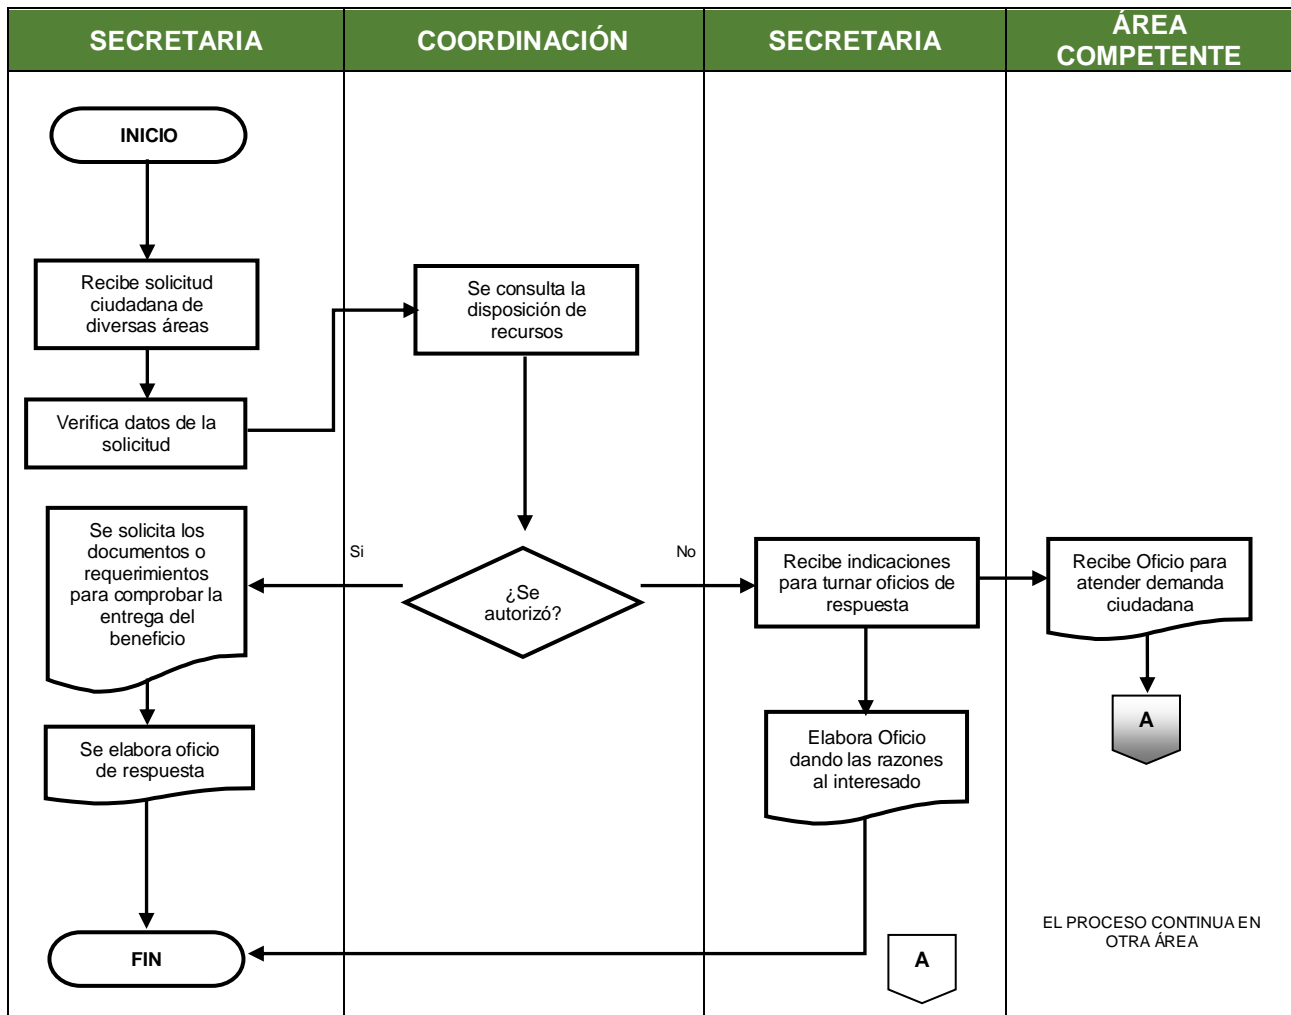 SECRETARIA
COORDINACIÓN
SECRETARIA
ÁREA
COMPETENTE
INICIO
Recibe solicitud
ciudadana de
diversas áreas
Se consulta la
disposición de
recursos
Verifica datos de la
solicitud
Se solicita los
documentos o
requerimientos
para comprobar la
entrega del
beneficio
Si
¿Se
autorizó?
No
Recibe indicaciones
para turnar oficios de
respuesta
Recibe Oficio para
atender demanda
ciudadana
A
Se elabora oficio
de respuesta
Elabora Oficio
dando las razones
al interesado
EL PROCESO CONTINUA EN
OTRA ÁREA
FIN
A